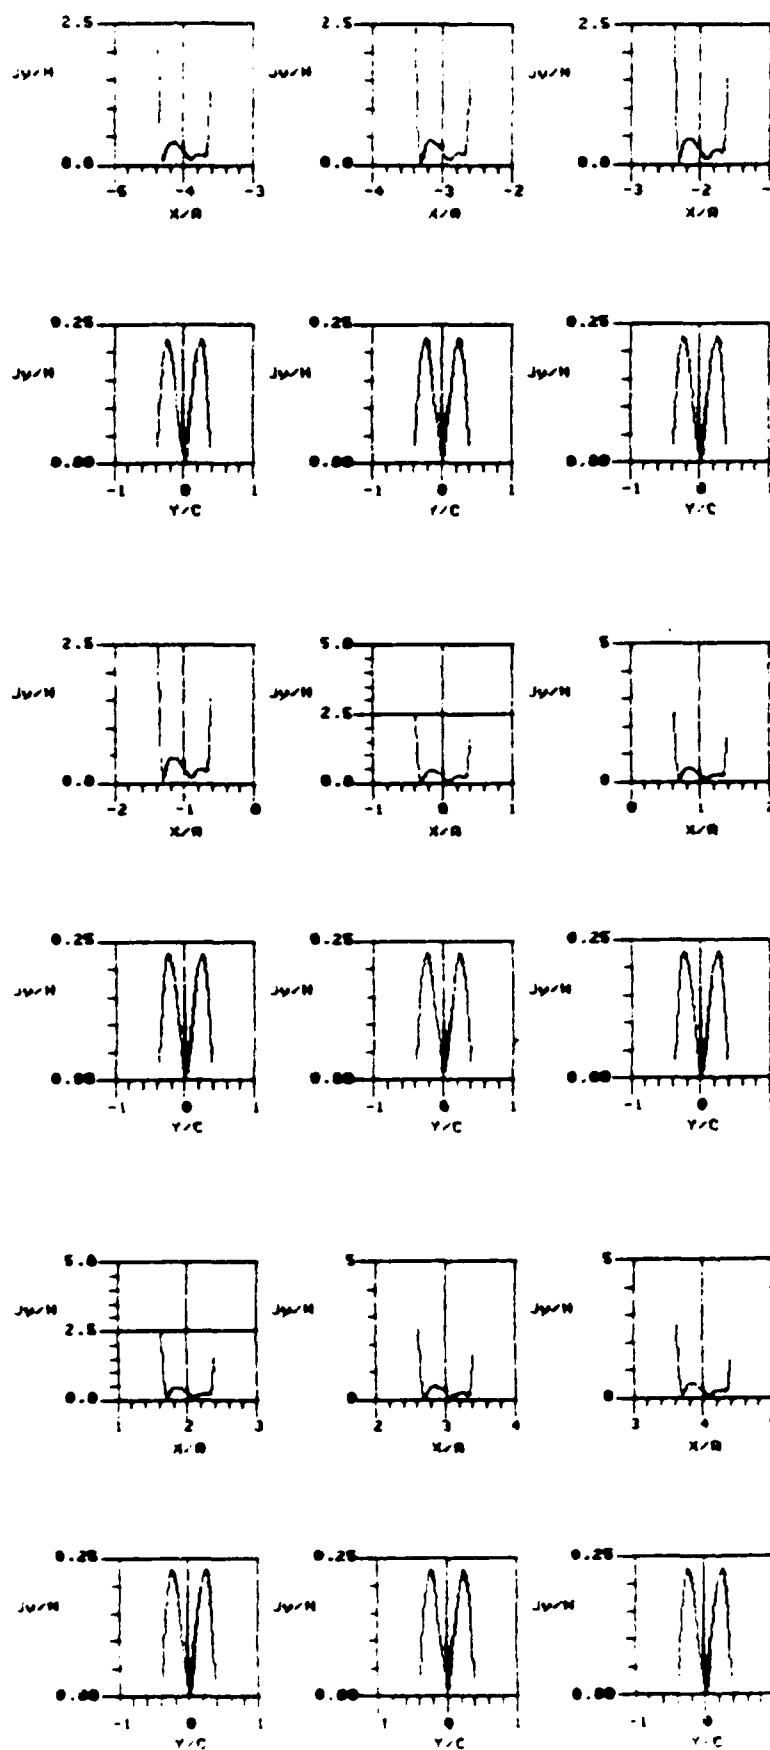 2.5 2.5 2.5
Jy/H Jy/H Jy/H
0.0 0.0 0.0
-5 -4 -3 -4 -3 -2 -3 -2
X/A X/A X/A
0.25 0.25 0.25
Jy/H Jy/H Jy/H
0.00 0.00 0.00
-1 0 1 -1 0 1 -1 0 1
Y/C Y/C Y/C
2.5 5.0 5
Jy/H Jy/H Jy/H
2.5
0.0 0.0 0
-2 -1 0 -1 0 1 0 1 2
X/A X/A X/A
0.25 0.25 0.25
Jy/H Jy/H Jy/H
0.00 0.00 0.00
-1 0 1 -1 0 1 -1 0 1
Y/C Y/C Y/C
5.0 5 5
Jy/H Jy/H Jy/H
2.5
0.0 0 0
1 2 3 2 3 4 3 4
X/A X/A X/A
0.25 0.25 0.25
Jy/H Jy/H Jy/H
0.00 0.00 0.00
-1 0 1 -1 0 1 -1 0
Y/C Y/C Y/C